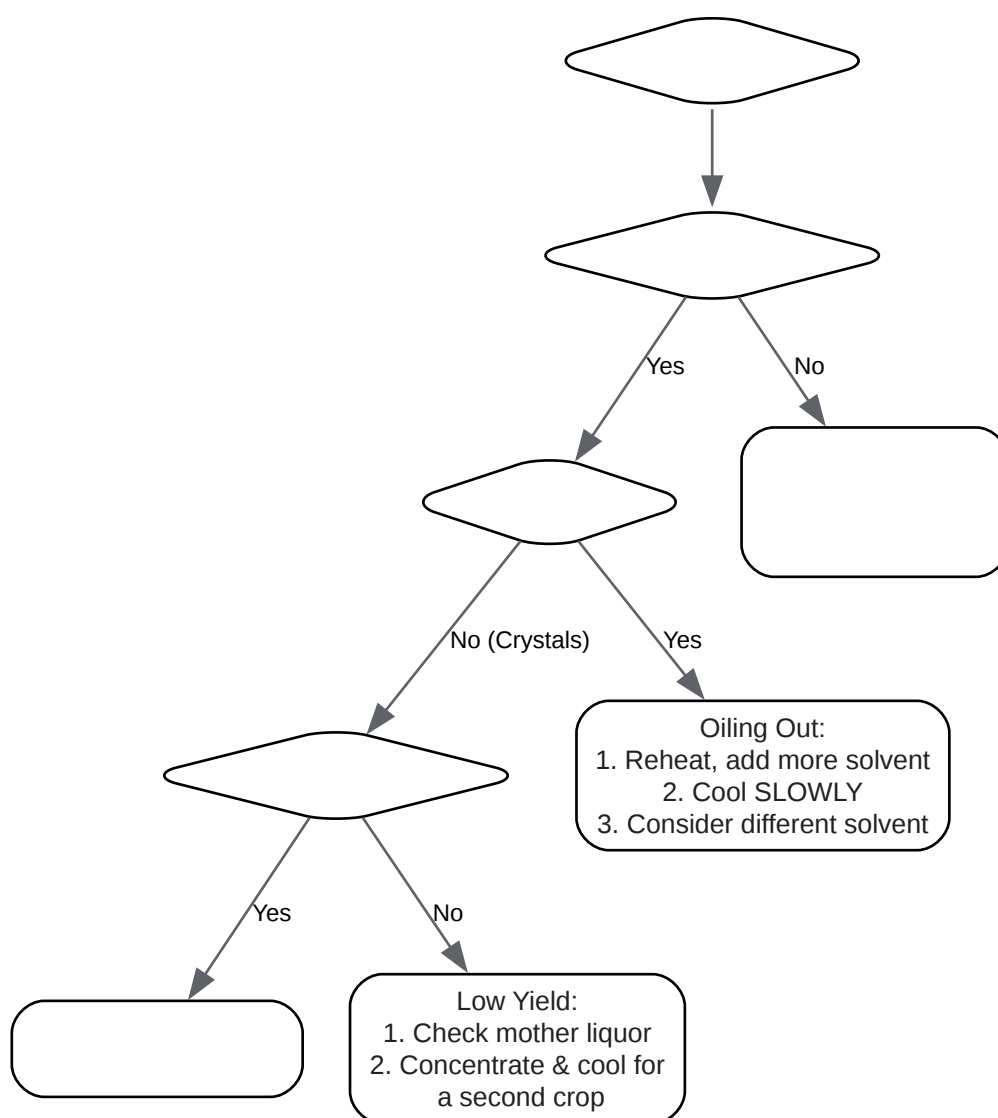 Yes
No
No (Crystals)
Yes
Oiling Out:
1. Reheat, add more solvent
2. Cool SLOWLY
3. Consider different solvent
Yes
No
Low Yield:
1. Check mother liquor
2. Concentrate & cool for
a second crop